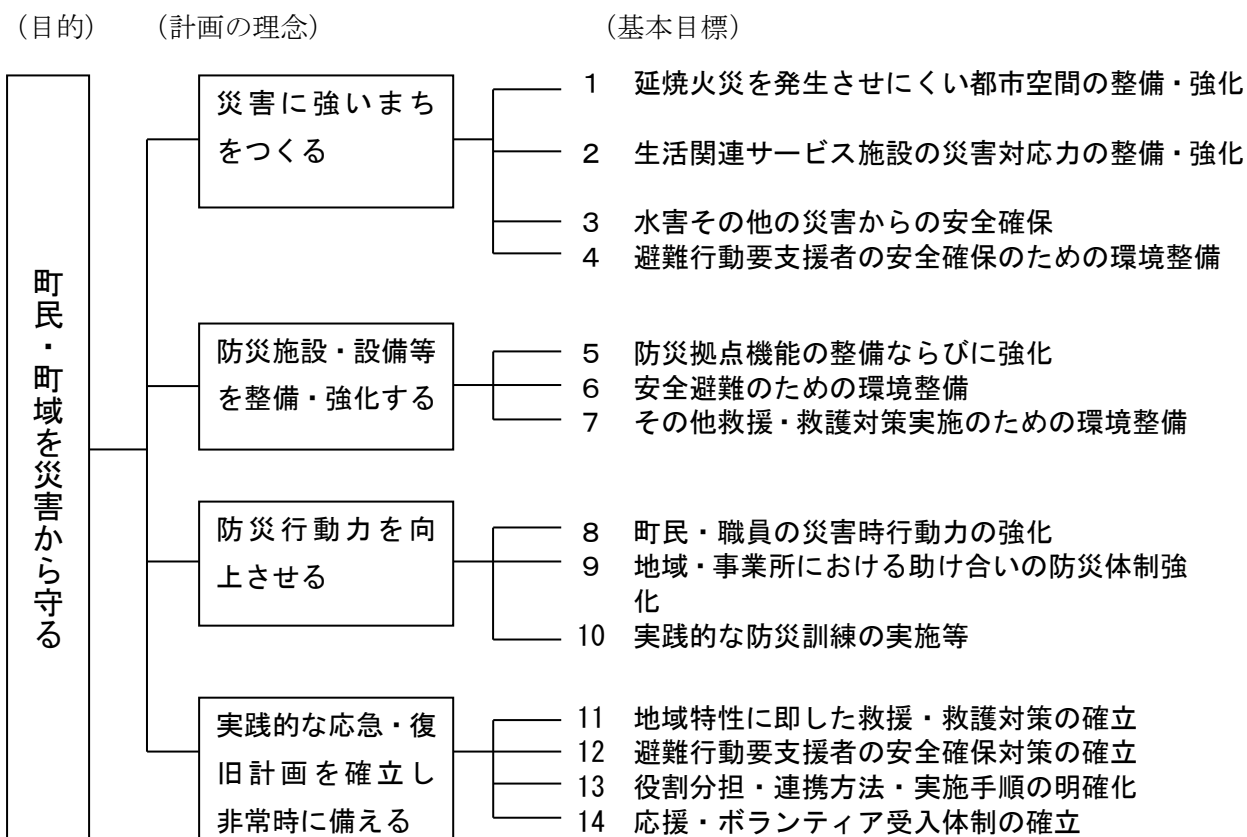 （目的）　（計画の理念）　（基本目標）
町民・町域を災害から守る
災害に強いまち
をつくる
１　延焼火災を発生させにくい都市空間の整備・強化
２　生活関連サービス施設の災害対応力の整備・強化
３　水害その他の災害からの安全確保
４　避難行動要支援者の安全確保のための環境整備
防災施設・設備等
を整備・強化する
５　防災拠点機能の整備ならびに強化
６　安全避難のための環境整備
７　その他救援・救護対策実施のための環境整備
防災行動力を向
上させる
８　町民・職員の災害時行動力の強化
９　地域・事業所における助け合いの防災体制強
化
10　実践的な防災訓練の実施等
実践的な応急・復
旧計画を確立し
非常時に備える
11　地域特性に即した救援・救護対策の確立
12　避難行動要支援者の安全確保対策の確立
13　役割分担・連携方法・実施手順の明確化
14　応援・ボランティア受入体制の確立